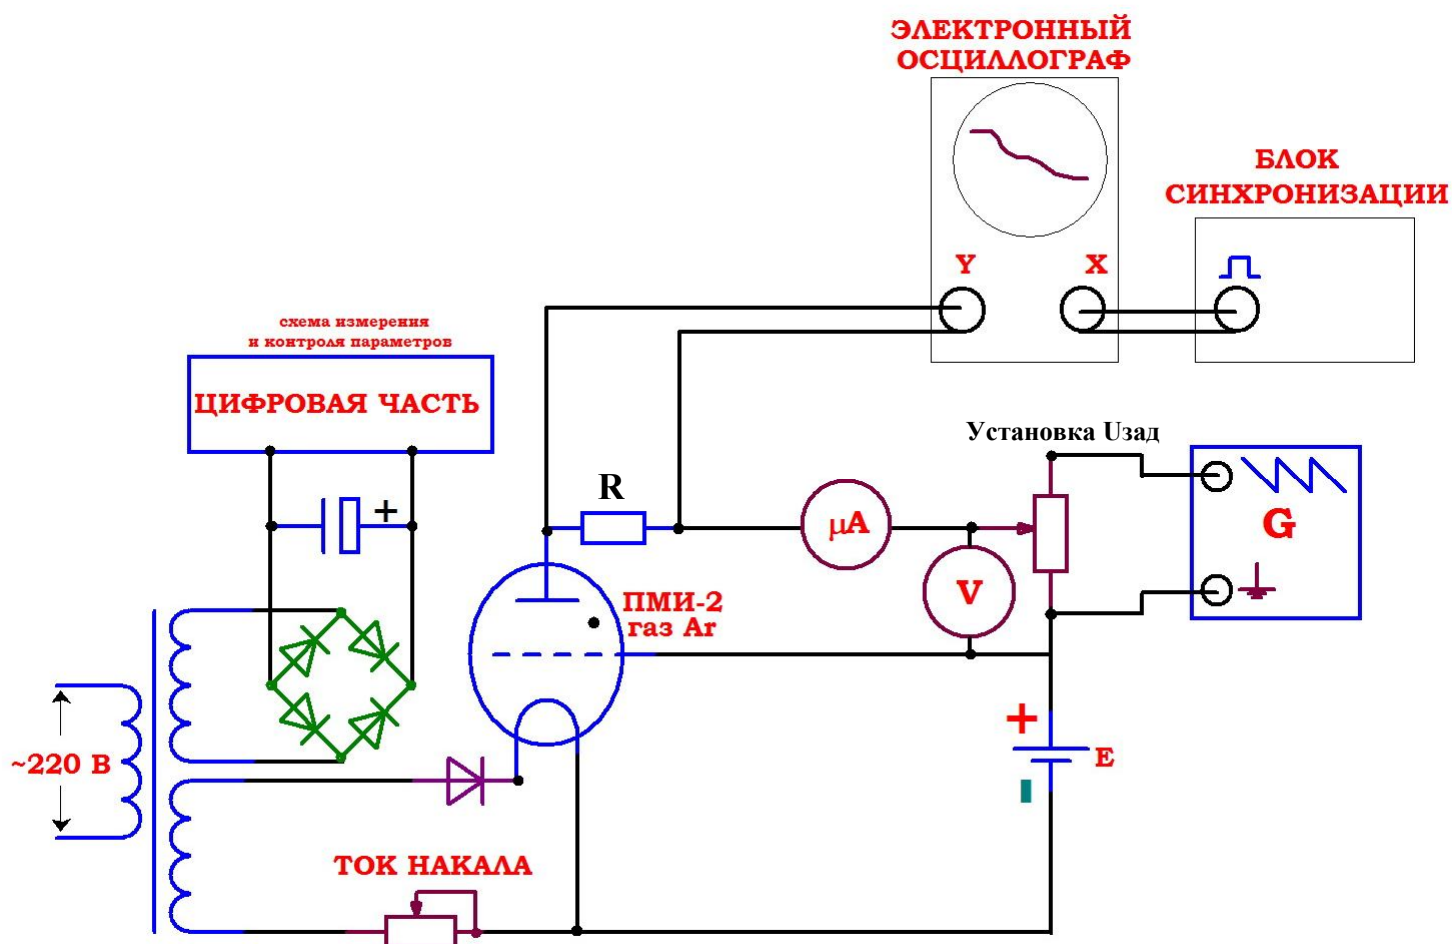 ЭЛЕКТРОННЫЙ
ОСЦИЛЛОГРАФ
БЛОК
СИНХРОНИЗАЦИИ
Y
X
схема измерения
и контроля параметров
ЦИФРОВАЯ ЧАСТЬ
+
R
Установка Uзад
μA
V
G
ПМИ-2
газ Ar
+
E
~220 В
ТОК НАКАЛА